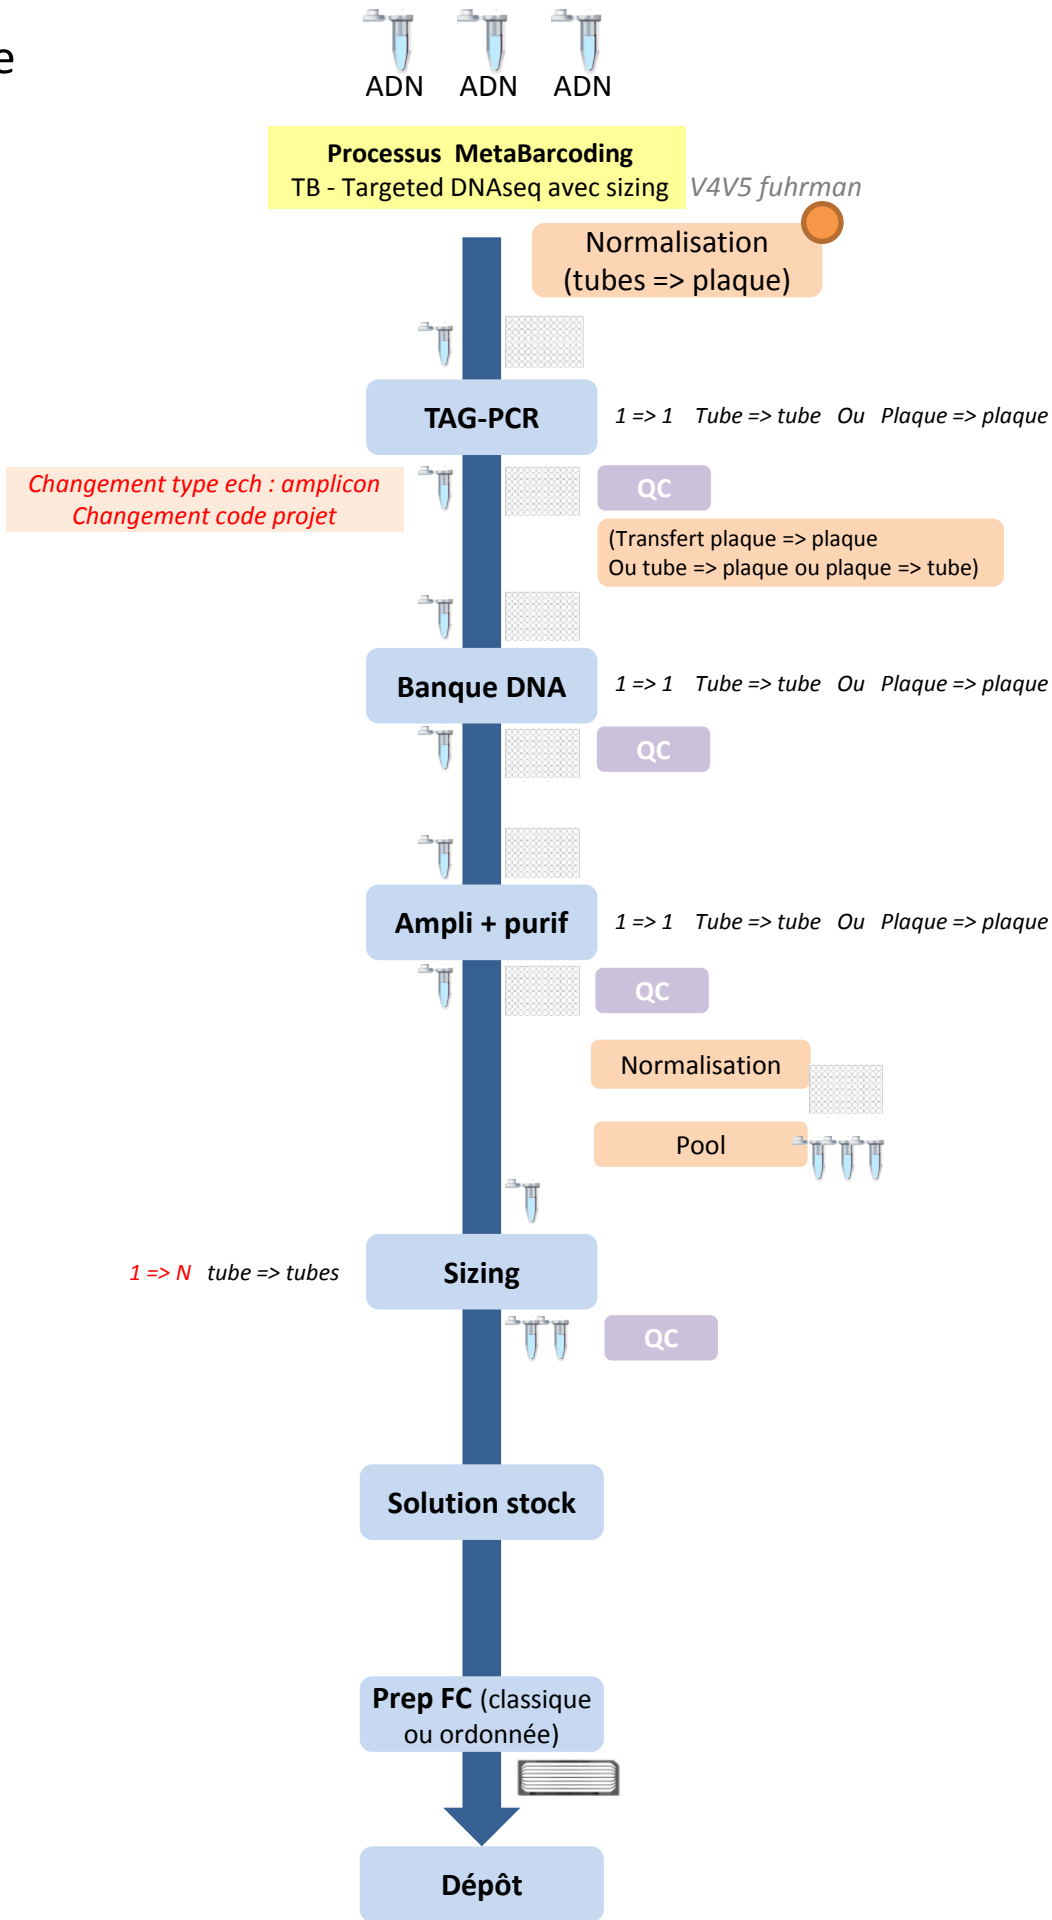 e
ADN ADN ADN
Processus MetaBarcoding
TB - Targeted DNAseq avec sizing
V4V5 fuhrman
Normalisation
(tubes => plaque)
TAG-PCR
1 => 1 Tube => tube Ou Plaque => plaque
Changement type ech : amplicon
Changement code projet
QC
(Transfert plaque => plaque
Ou tube => plaque ou plaque => tube)
Banque DNA
1 => 1 Tube => tube Ou Plaque => plaque
QC
Ampli + purif
1 => 1 Tube => tube Ou Plaque => plaque
QC
Normalisation
Pool
1 => N tube => tubes
Sizing
QC
Solution stock
Prep FC (classique
ou ordonnée)
Dépôt